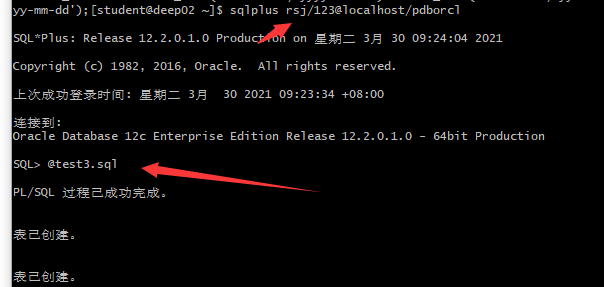 yy-mm-dd');[student@deep02 ~]$ sqlplus rsj/123@localhost/pdborcl
SQL*Plus: Release 12.2.0.1.0 Production on 星期二 3月 30 09:24:04 2021
Copyright (c) 1982, 2016, Oracle.  All rights reserved.
上次成功登录时间: 星期二 3月  30 2021 09:23:34 +08:00
连接到:
Oracle Database 12c Enterprise Edition Release 12.2.0.1.0 - 64bit Production
SQL> @test3.sql
PL/SQL 过程已成功完成。
表已创建。
表已创建。